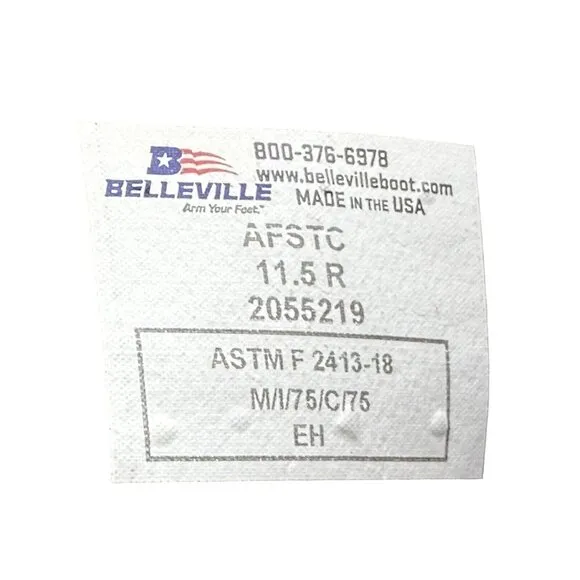 B
800-376-6978
www.bellevilleboot.com
BELLEVILLE
MADE IN THE USA
Arm Your Feet.™
AFSTC
11.5 R
2055219
ASTM F 2413-18
M/I/75/C/75
EH